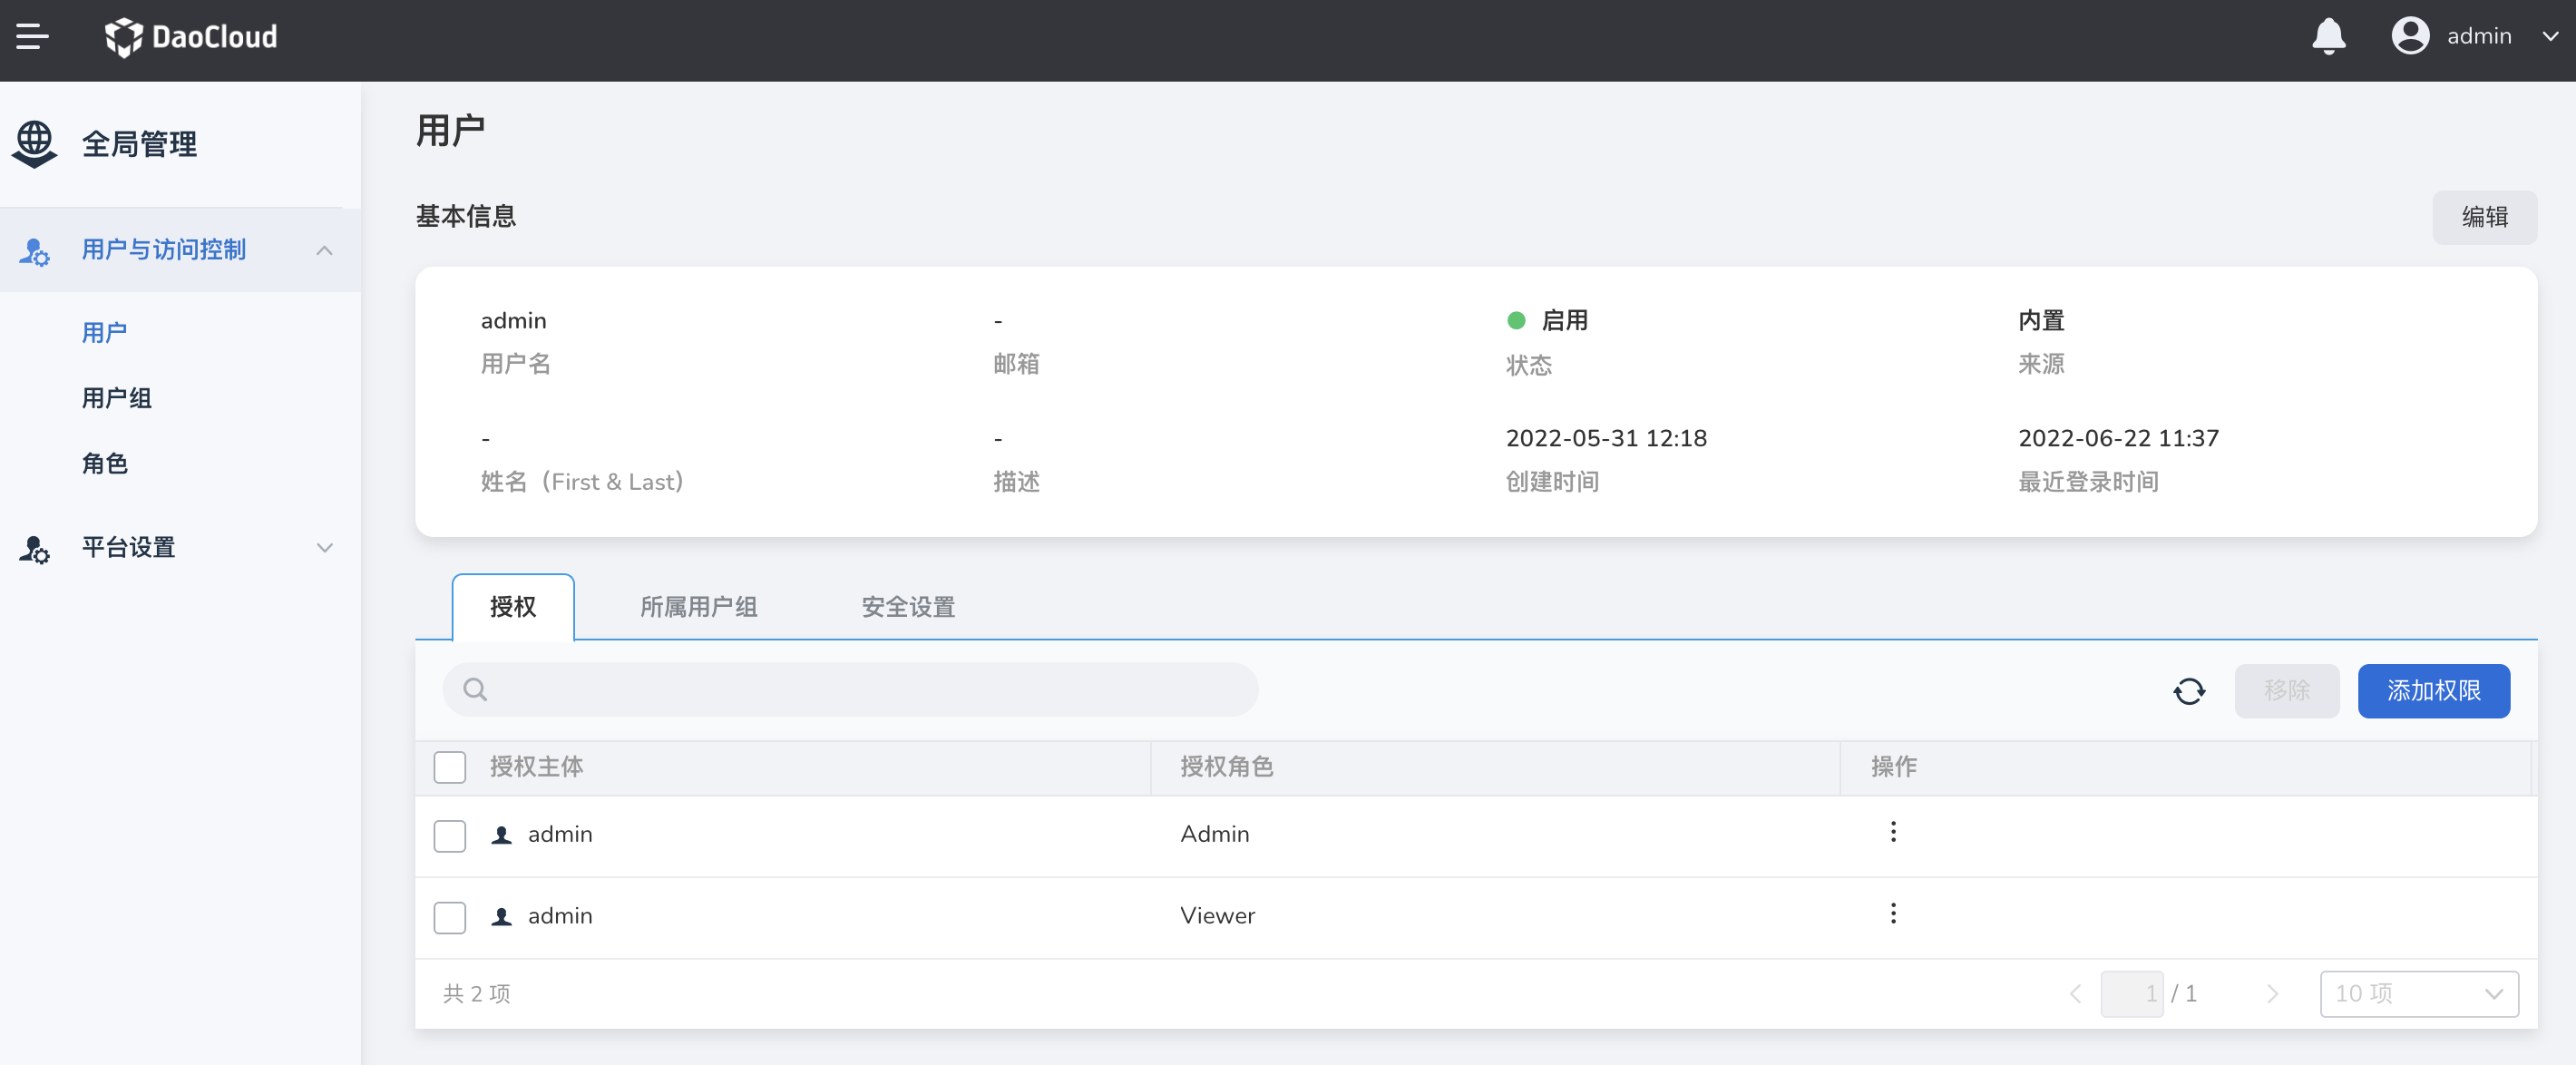 DaoCloud
admin
全局管理
用户与访问控制
用户
用户组
角色
平台设置
用户
基本信息
编辑
admin
用户名
-
邮箱
启用
状态
内置
来源
-
姓名（First & Last）
-
描述
2022-05-31 12:18
创建时间
2022-06-22 11:37
最近登录时间
授权 所属用户组 安全设置
移除 添加权限
授权主体 授权角色 操作
admin Admin
admin Viewer
共 2 项 1 / 1 10 项